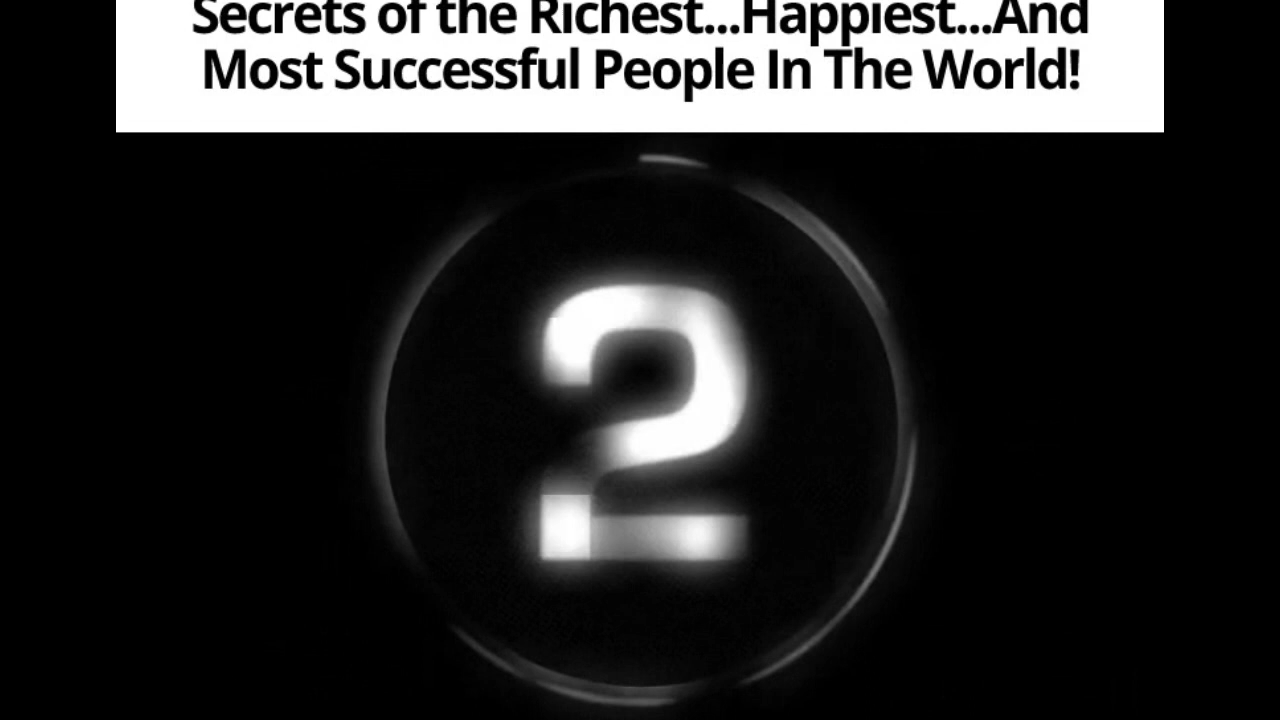 Secrets of the Richest...Happiest...And
Most Successful People In The World!
2